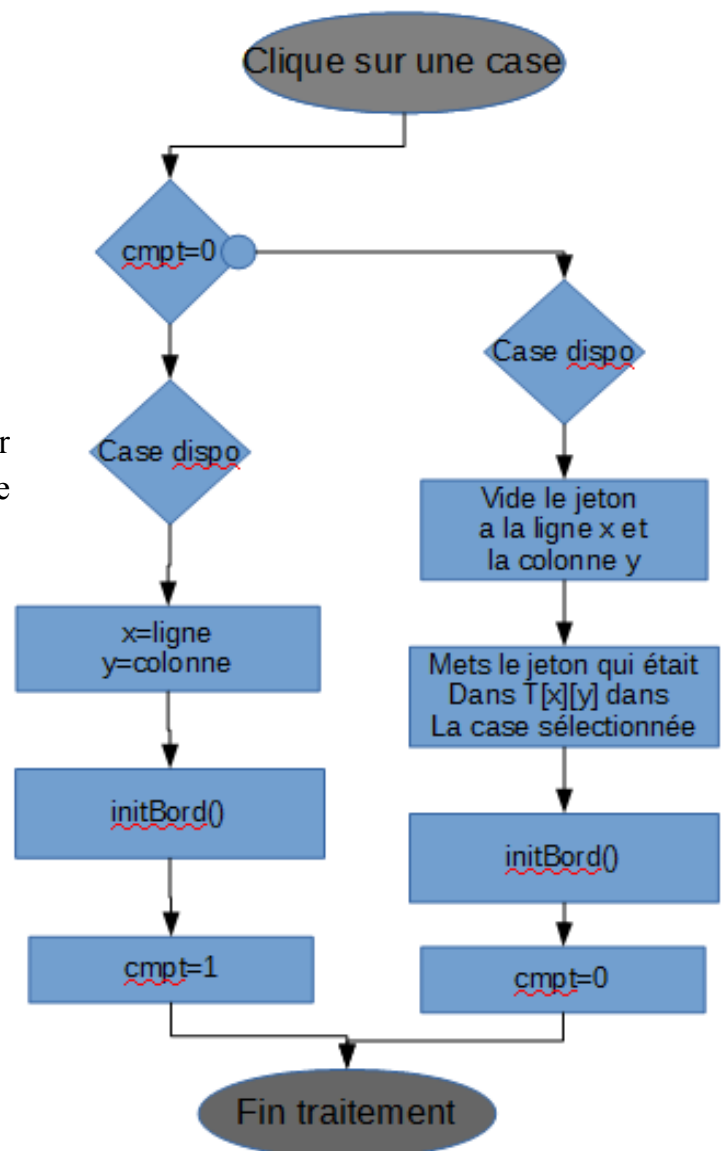 Clique sur une case
cmpt=0
Case dispo
Case dispo
r
e
Vide le jeton
a la ligne x et
la colonne y
x=ligne
y=colonne
Mets le jeton qui était
Dans T[x][y] dans
La case sélectionnée
initBord()
initBord()
cmpt=1
cmpt=0
Fin traitement